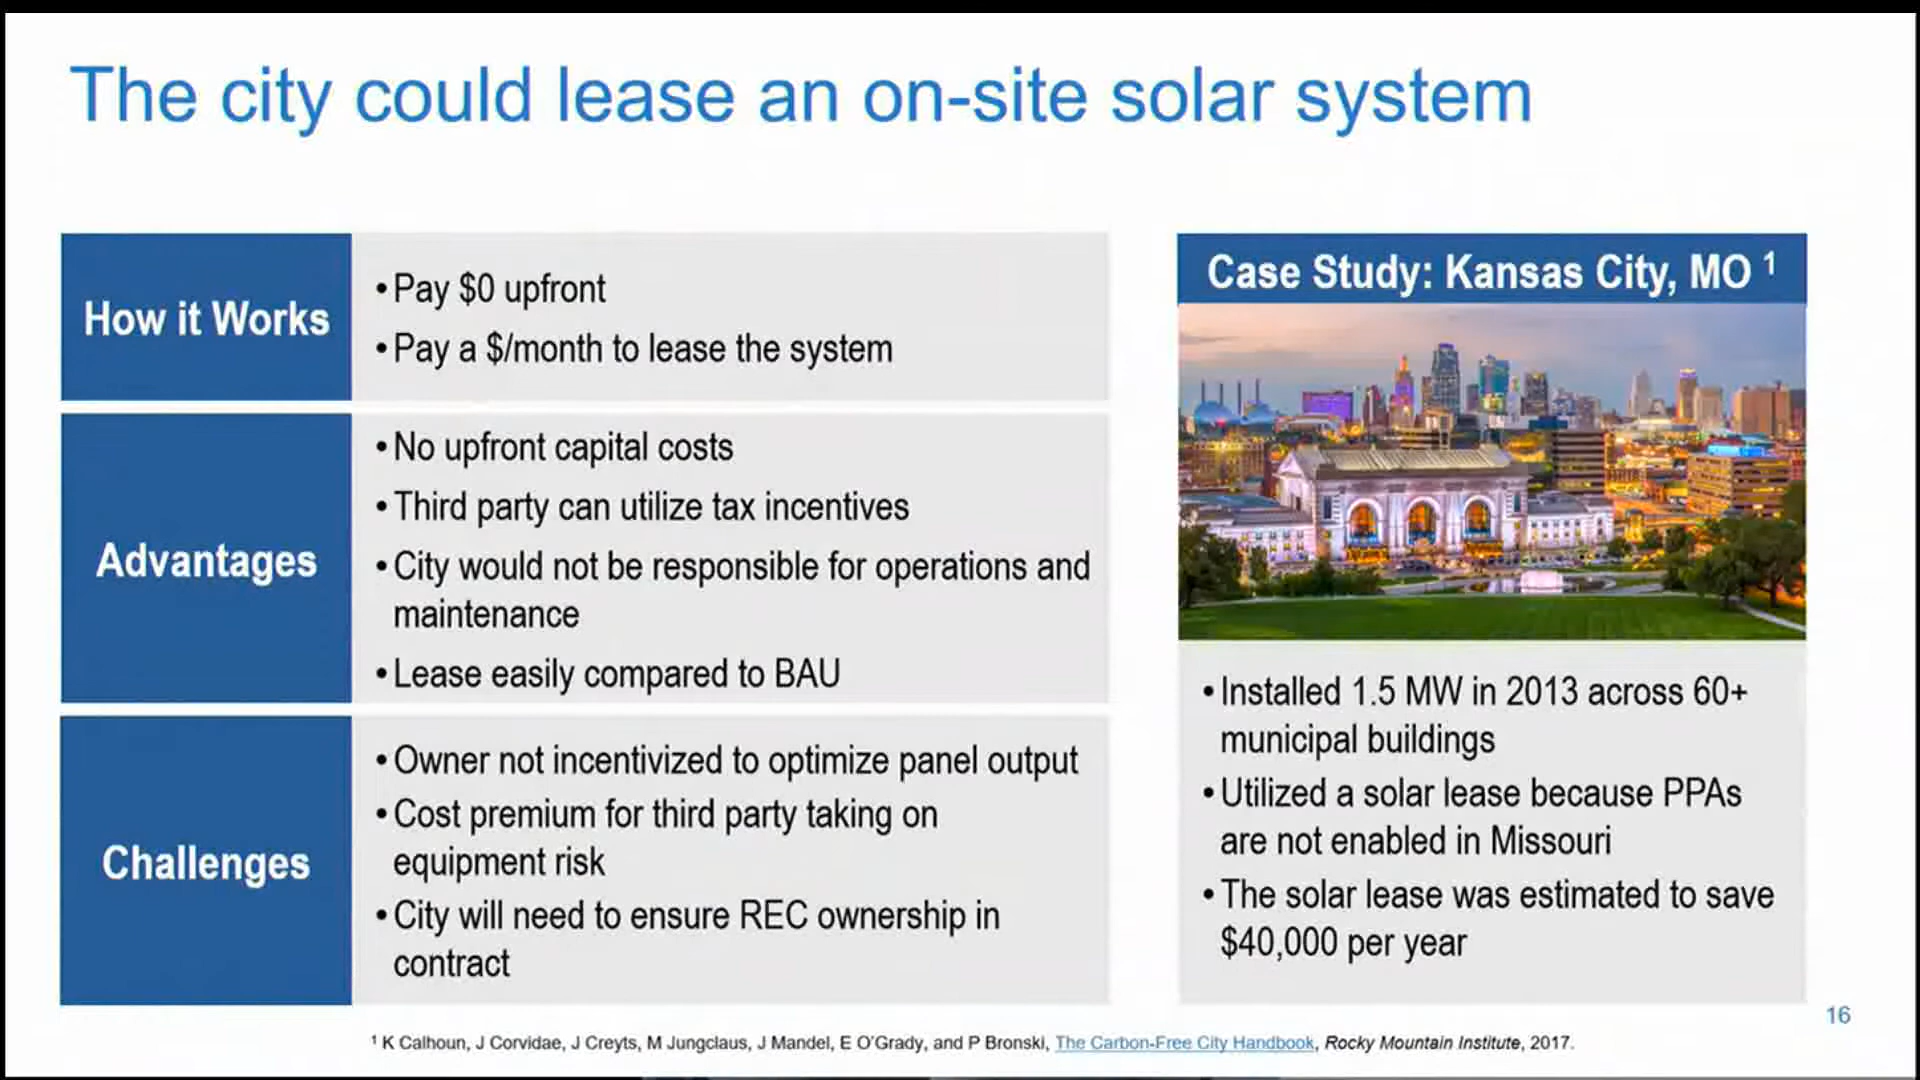 The city could lease an on-site solar system
How it Works
• Pay $0 upfront
• Pay a $/month to lease the system
Advantages
• No upfront capital costs
• Third party can utilize tax incentives
• City would not be responsible for operations and
maintenance
• Lease easily compared to BAU
Challenges
• Owner not incentivized to optimize panel output
• Cost premium for third party taking on
equipment risk
• City will need to ensure REC ownership in
contract
Case Study: Kansas City, MO ¹
• Installed 1.5 MW in 2013 across 60+
municipal buildings
• Utilized a solar lease because PPAs
are not enabled in Missouri
• The solar lease was estimated to save
$40,000 per year
16
¹ K Calhoun, J Corvidae, J Creyts, M Jungclaus, J Mandel, E O'Grady, and P Bronski, The Carbon-Free City Handbook, Rocky Mountain Institute, 2017.